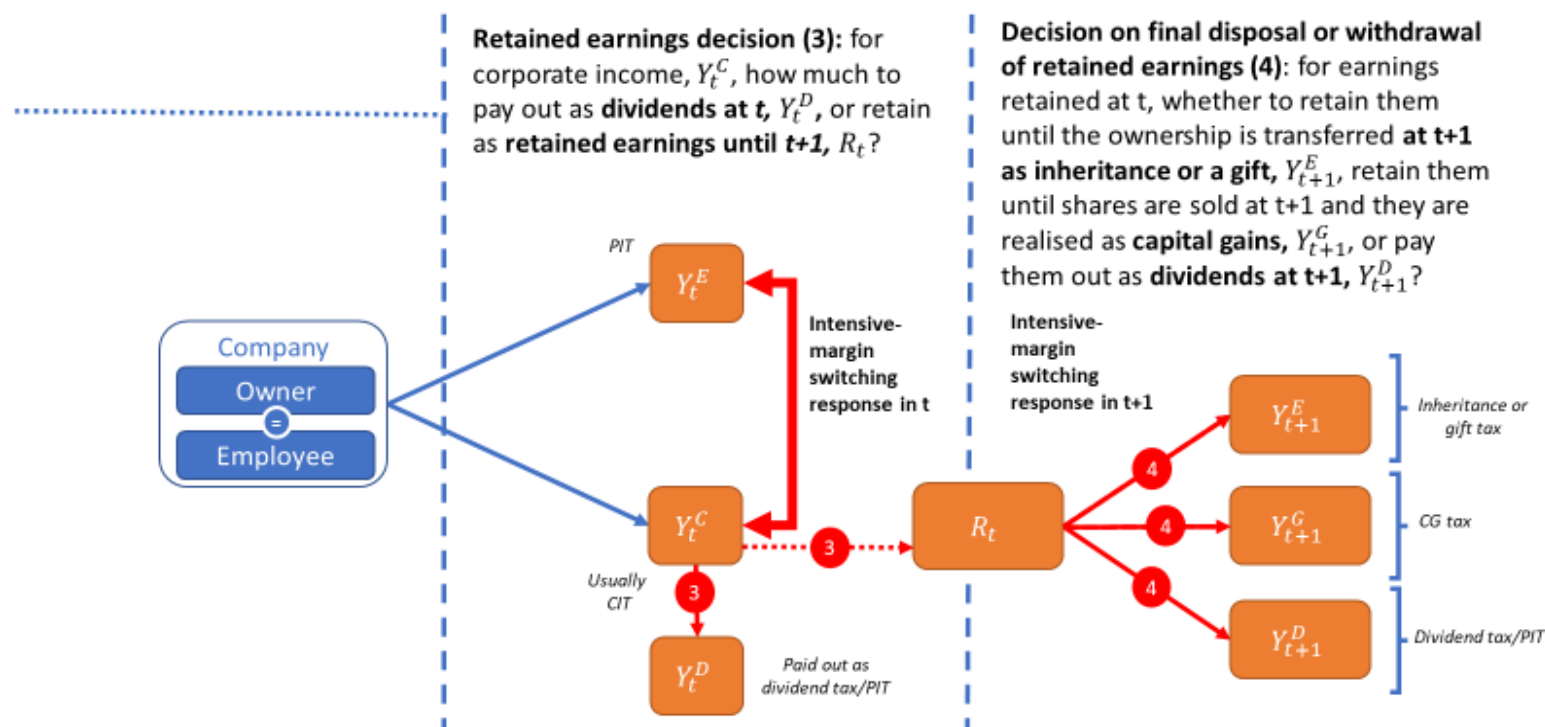 Retained earnings decision (3): for
corporate income, Y_t^C, how much to
pay out as dividends at t, Y_t^D, or retain
as retained earnings until t+1, R_t?
Decision on final disposal or withdrawal
of retained earnings (4): for earnings
retained at t, whether to retain them
until the ownership is transferred at t+1
as inheritance or a gift, Y_{t+1}^E, retain them
until shares are sold at t+1 and they are
realised as capital gains, Y_{t+1}^G, or pay
them out as dividends at t+1, Y_{t+1}^D?
Company
Owner
=
Employee
PIT
Y_t^E
Intensive-
margin
switching
response in t
Y_t^C
Usually
CIT
3
3
Y_t^D
Paid out as
dividend tax/PIT
R_t
Intensive-
margin
switching
response in t+1
4
4
4
Y_{t+1}^E
Inheritance or
gift tax
Y_{t+1}^G
CG tax
Y_{t+1}^D
Dividend tax/PIT